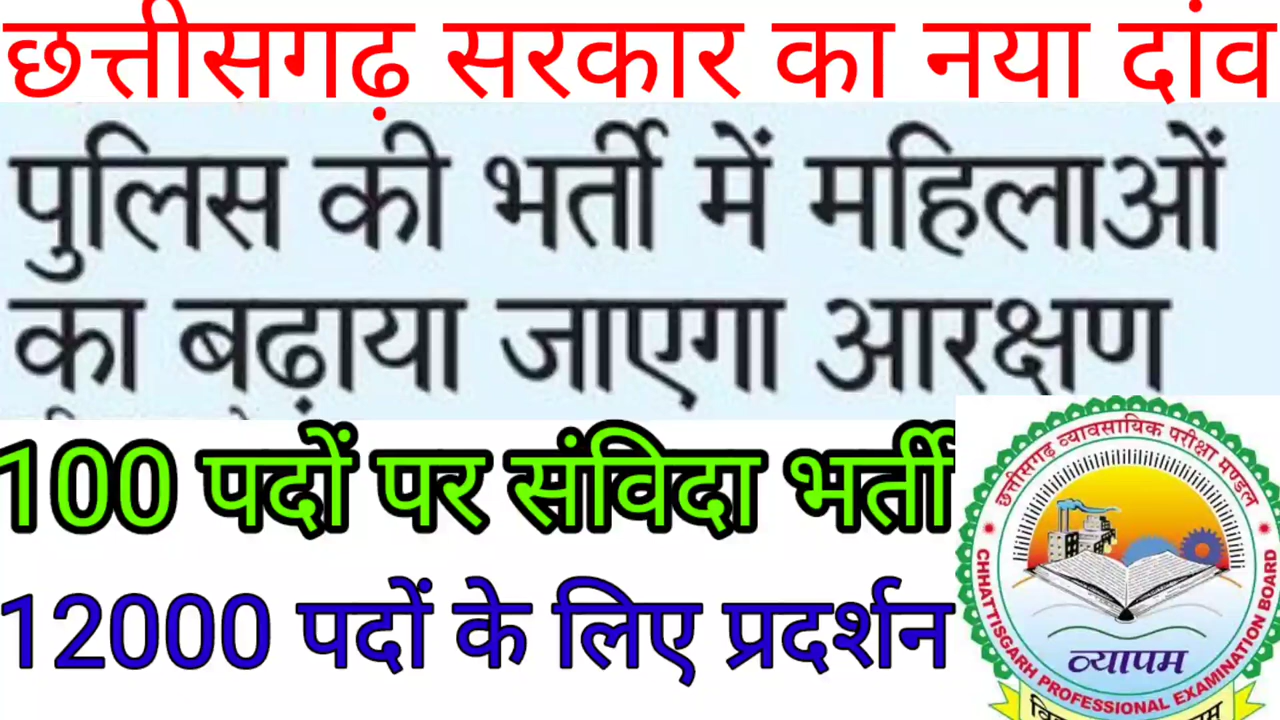 छत्तीसगढ़ सरकार का नया दांव
पुलिस की भर्ती में महिलाओं
का बढ़ाया जाएगा आरक्षण
100 पदों पर संविदा भर्ती
12000 पदों के लिए प्रदर्शन
छत्तीसगढ़ व्यावसायिक परीक्षा मण्डल
व्यापम
CHHATTISGARH PROFESSIONAL EXAMINATION BOARD